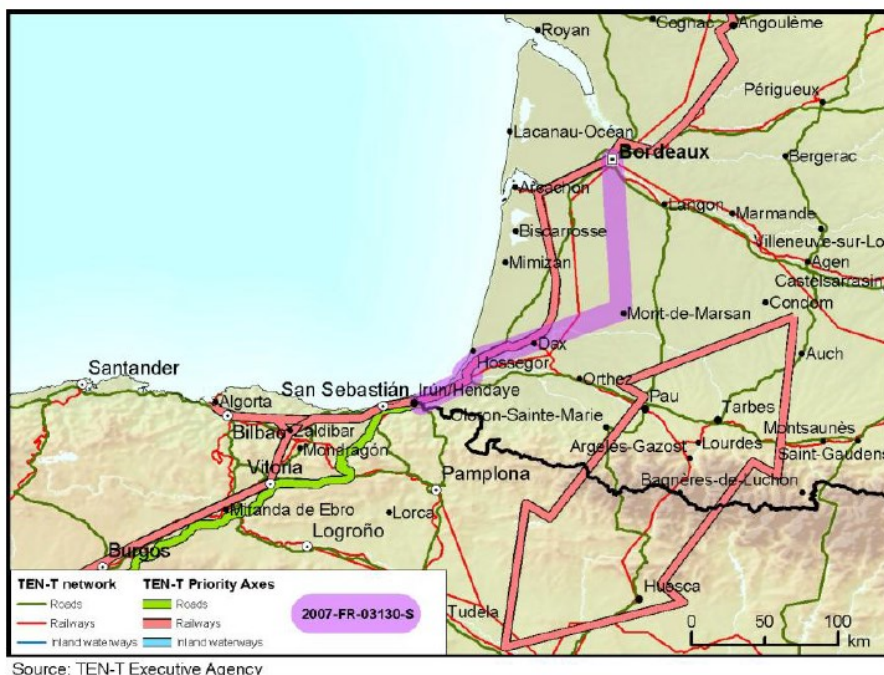 Cognac
Angoulême
Royan
Périgueux
Lacanau-Océan
Bordeaux
Bergerac
Arcachon
Langon
Marmande
Biscarrosse
Villeneuve-sur-Lo
Mimizan
Agen
Castelsarrasin
Condom
Mont-de-Marsan
Dax
Auch
Hossegor
Santander
San Sebastián
Irún/Hendaye
Orthez
Algorta
Pau
Tarbes
Oloron-Sainte-Marie
Bilbao
Zaldibar
Mondragón
Argelès-Gazost
Lourdes
Montsaunès
Saint-Gaudens
Vitoria
Pamplona
Bagnères-de-Luchon
Miranda de Ebro
Lorca
Logroño
Burgos
Huesca
Tudela
TEN-T network
TEN-T Priority Axes
Roads
Roads
Railways
Railways
Inland waterways
Inland waterways
2007-FR-03130-S
0 50 100
km
Source: TEN-T Executive Agency